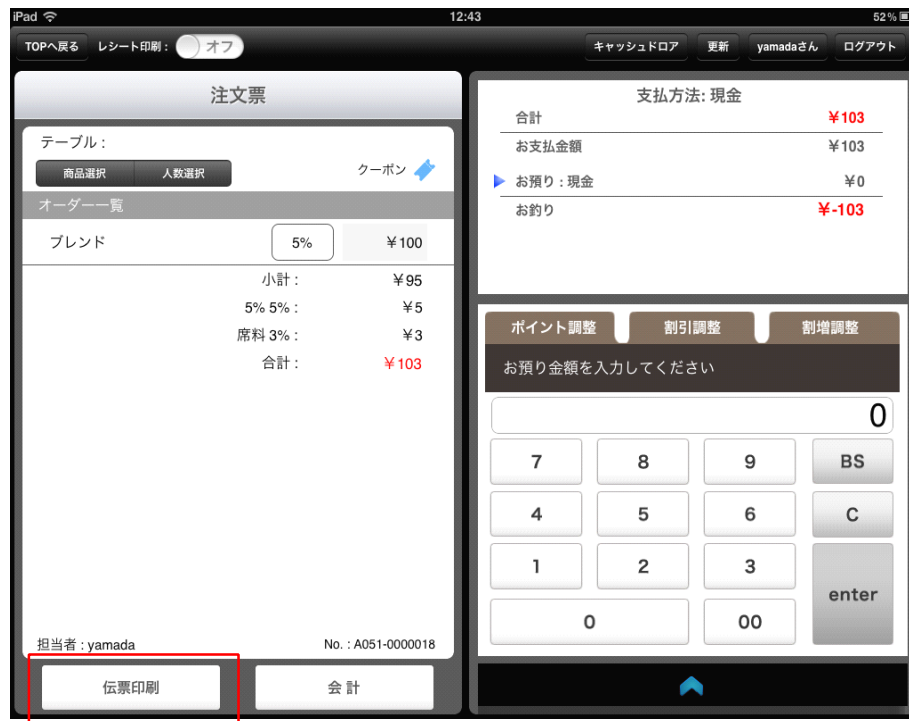 iPad 12:43 52%
TOPへ戻る レシート印刷 : オフ キャッシュドロア 更新 yamadaさん ログアウト
注文票
テーブル :
商品選択 人数選択 クーポン
オーダー一覧
ブレンド 5% ¥100
小計 : ¥95
5% 5% : ¥5
席料 3% : ¥3
合計 : ¥103
担当者 : yamada No. : A051-0000018
伝票印刷 会 計
支払方法: 現金
合計 ¥103
お支払金額 ¥103
お預り : 現金 ¥0
お釣り ¥-103
ポイント調整 割引調整 割増調整
お預り金額を入力してください
0
7 8 9 BS
4 5 6 C
1 2 3 enter
0 00